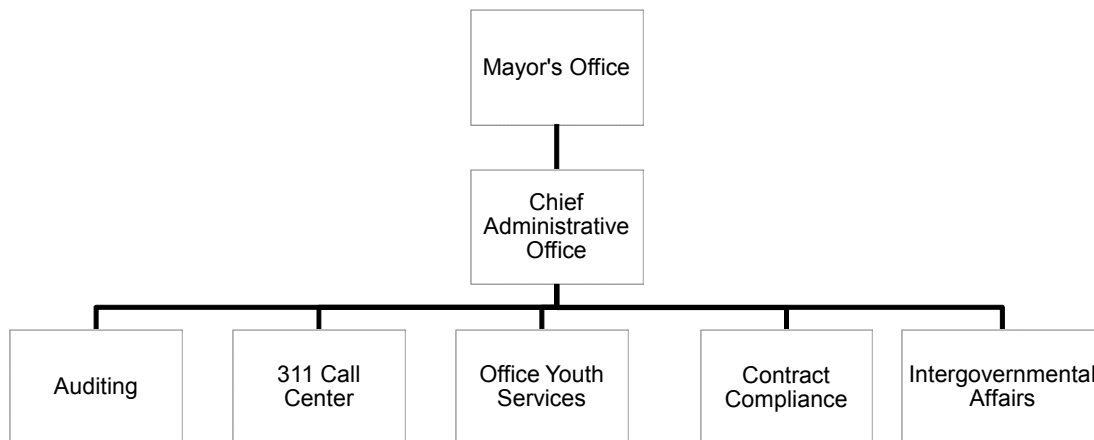 Mayor's Office
Chief
Administrative
Office
Auditing
311 Call
Center
Office Youth
Services
Contract
Compliance
Intergovernmental
Affairs